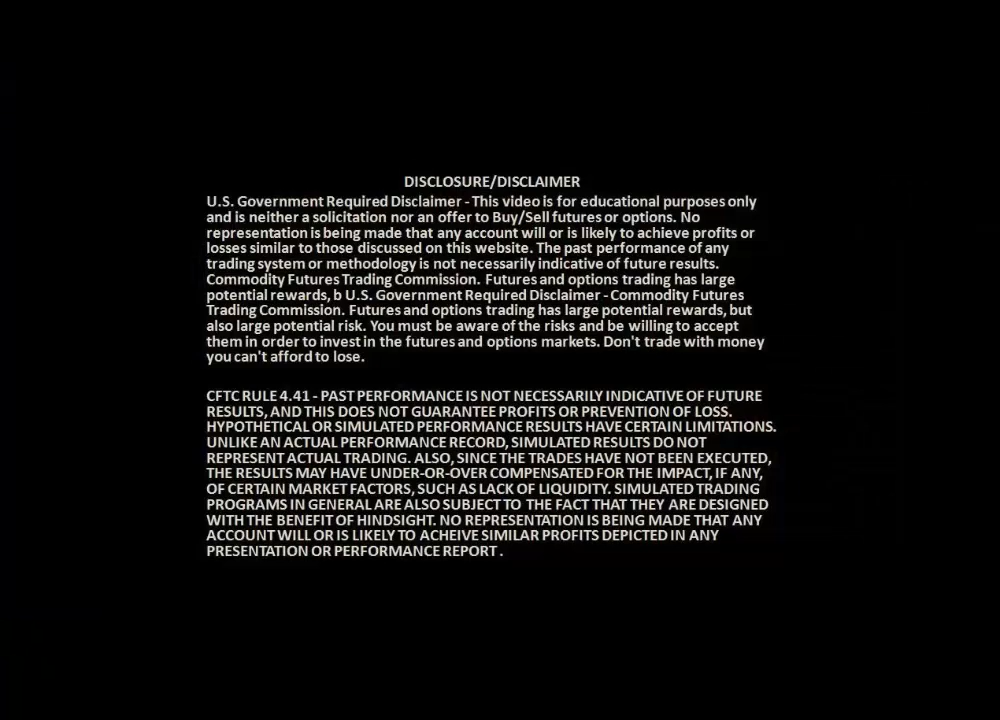 DISCLOSURE/DISCLAIMER
U.S. Government Required Disclaimer - This video is for educational purposes only
and is neither a solicitation nor an offer to Buy/Sell futures or options. No
representation is being made that any account will or is likely to achieve profits or
losses similar to those discussed on this website. The past performance of any
trading system or methodology is not necessarily indicative of future results.
Commodity Futures Trading Commission. Futures and options trading has large
potential rewards, b U.S. Government Required Disclaimer - Commodity Futures
Trading Commission. Futures and options trading has large potential rewards, but
also large potential risk. You must be aware of the risks and be willing to accept
them in order to invest in the futures and options markets. Don't trade with money
you can't afford to lose.
CFTC RULE 4.41 - PAST PERFORMANCE IS NOT NECESSARILY INDICATIVE OF FUTURE
RESULTS, AND THIS DOES NOT GUARANTEE PROFITS OR PREVENTION OF LOSS.
HYPOTHETICAL OR SIMULATED PERFORMANCE RESULTS HAVE CERTAIN LIMITATIONS.
UNLIKE AN ACTUAL PERFORMANCE RECORD, SIMULATED RESULTS DO NOT
REPRESENT ACTUAL TRADING. ALSO, SINCE THE TRADES HAVE NOT BEEN EXECUTED,
THE RESULTS MAY HAVE UNDER-OR-OVER COMPENSATED FOR THE IMPACT, IF ANY,
OF CERTAIN MARKET FACTORS, SUCH AS LACK OF LIQUIDITY. SIMULATED TRADING
PROGRAMS IN GENERAL ARE ALSO SUBJECT TO THE FACT THAT THEY ARE DESIGNED
WITH THE BENEFIT OF HINDSIGHT. NO REPRESENTATION IS BEING MADE THAT ANY
ACCOUNT WILL OR IS LIKELY TO ACHEIVE SIMILAR PROFITS DEPICTED IN ANY
PRESENTATION OR PERFORMANCE REPORT .